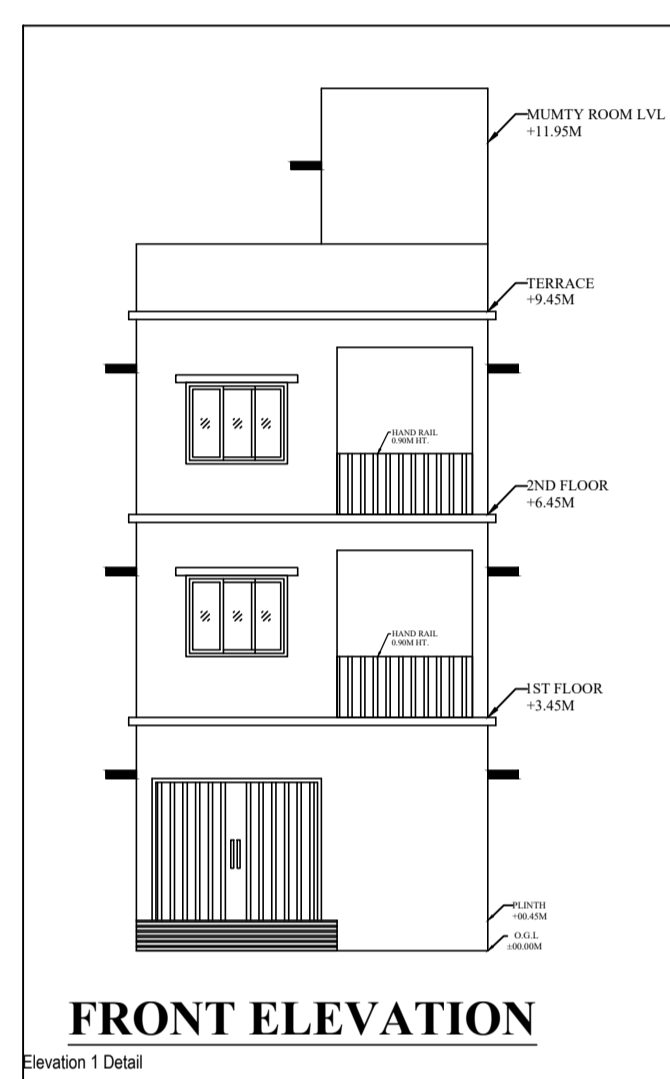 MUMTY ROOM LVL
+11.95M
TERRACE
+9.45M
HAND RAIL
0.90M HT.
2ND FLOOR
+6.45M
HAND RAIL
0.90M HT.
1ST FLOOR
+3.45M
PLINTH
+00.45M
O.G.L
±00.00M
FRONT ELEVATION
Elevation 1 Detail